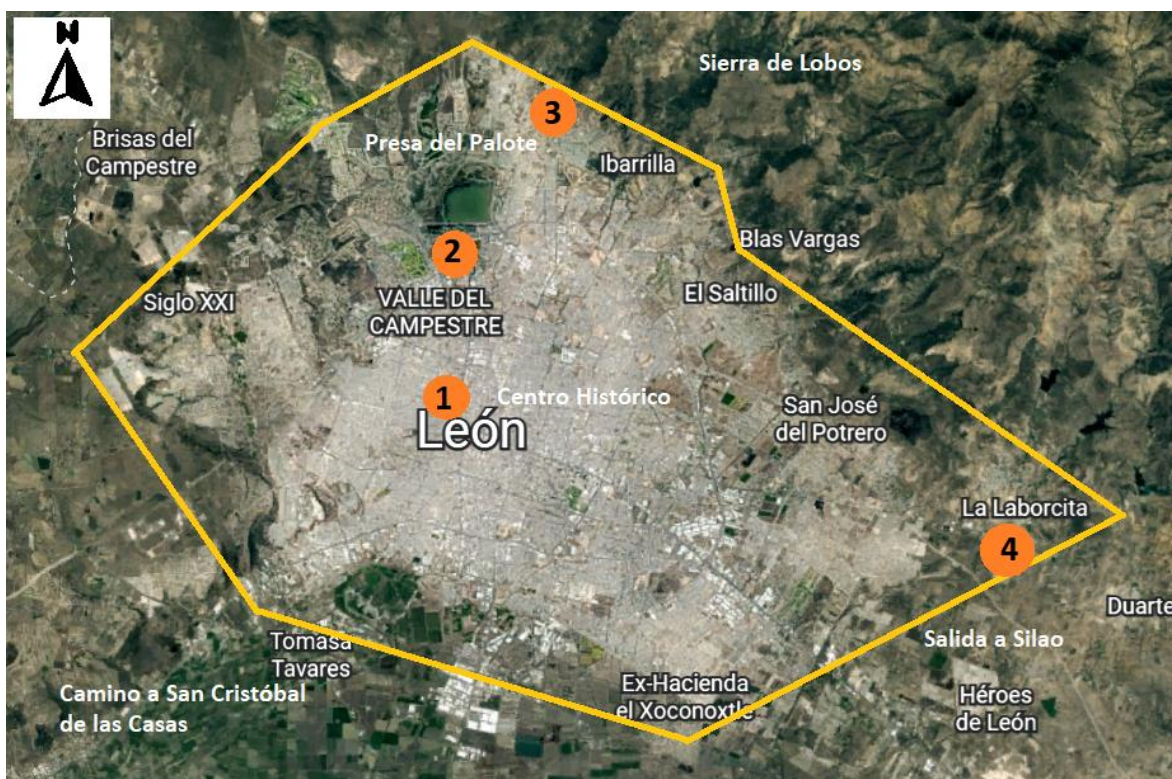 N
Sierra de Lobos
3
Brisas del
Campestre
Presa del Palote
Ibarrilla
2
Blas Vargas
Siglo XXI
VALLE DEL
CAMPESTRE
El Saltillo
1
Centro Histórico
León
San José
del Potrero
La Laborcita
4
Duarte
Tomasa
Tavares
Salida a Silao
Camino a San Cristóbal
de las Casas
Ex-Hacienda
el Xoconoxtle
Héroes
de León